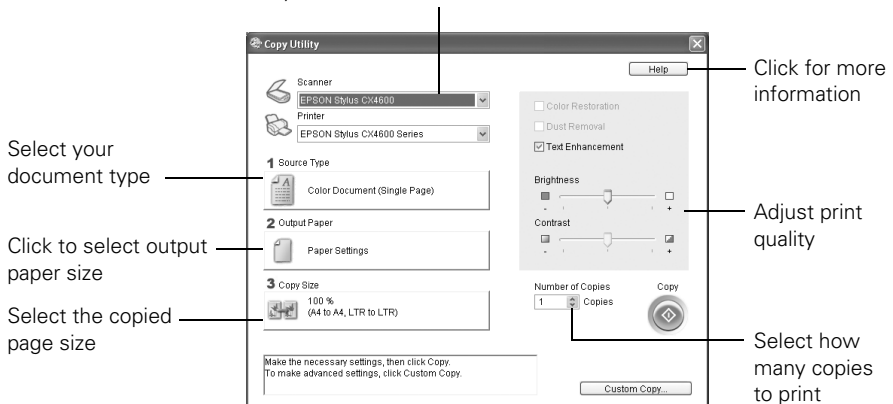 Copy Utility
Help
Click for more
information
Scanner
EPSON Stylus CX4600
Printer
EPSON Stylus CX4600 Series
Color Restoration
Dust Removal
Text Enhancement
Select your
document type
1 Source Type
Color Document (Single Page)
Brightness
- +
Contrast
- +
Adjust print
quality
Click to select output
paper size
2 Output Paper
Paper Settings
Select the copied
page size
3 Copy Size
100 %
(A4 to A4, LTR to LTR)
Number of Copies
1 Copies
Copy
Select how
many copies
to print
Make the necessary settings, then click Copy.
To make advanced settings, click Custom Copy.
Custom Copy...